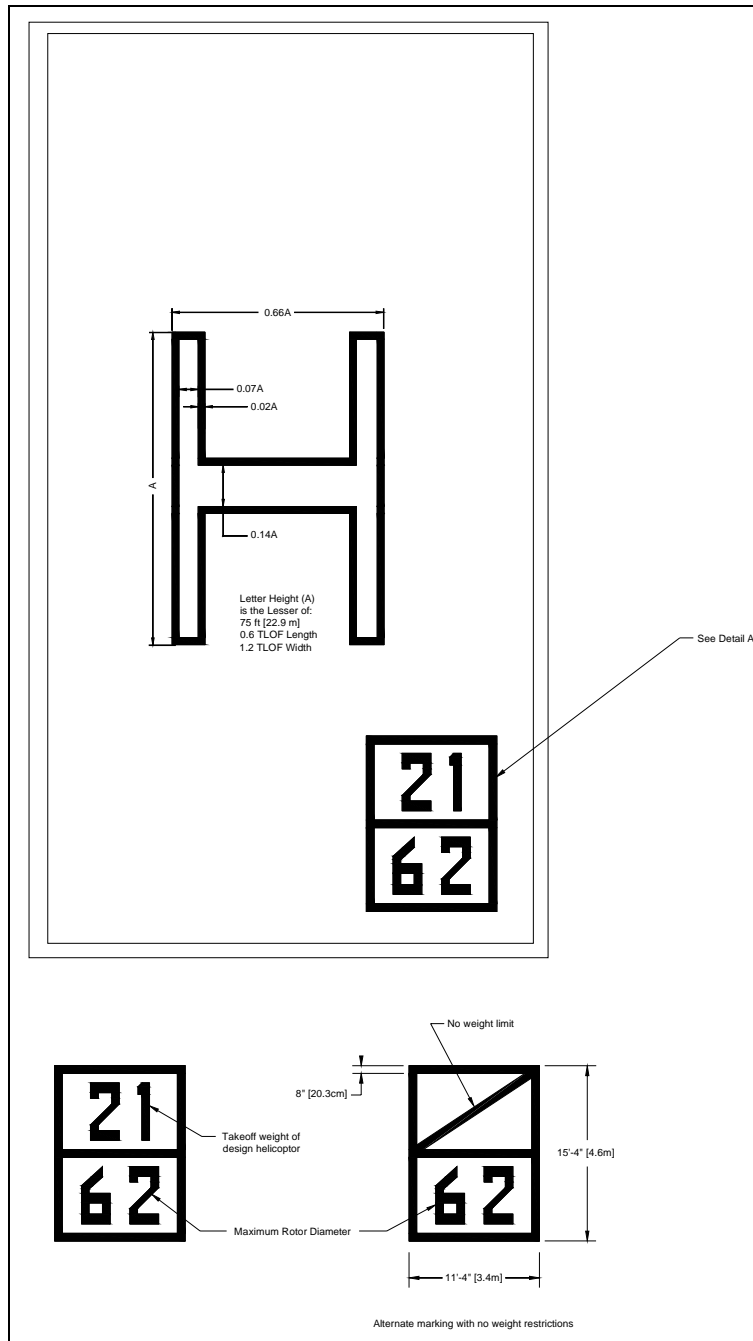 0.66A
0.07A
0.02A
A
0.14A
Letter Height (A)
is the Lesser of:
75 ft [22.9 m]
0.6 TLOF Length
1.2 TLOF Width
See Detail A
21
62
No weight limit
8" [20.3cm]
21
Takeoff weight of
design helicoptor
15'-4" [4.6m]
62
Maximum Rotor Diameter
62
11'-4" [3.4m]
Alternate marking with no weight restrictions